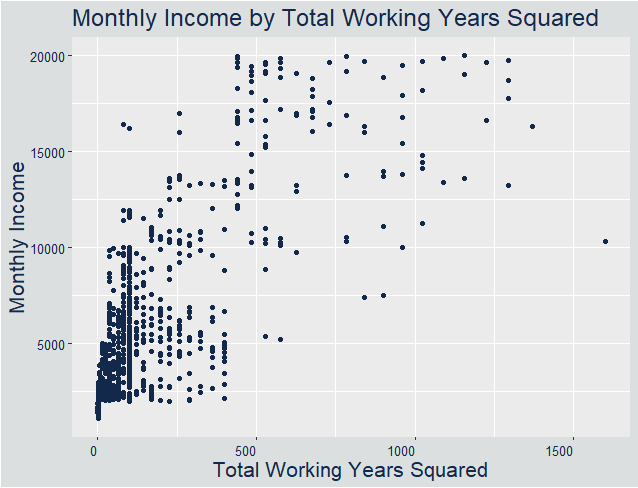 Monthly Income by Total Working Years Squared
20000
15000
10000
5000
Monthly Income
0 500 1000 1500
Total Working Years Squared